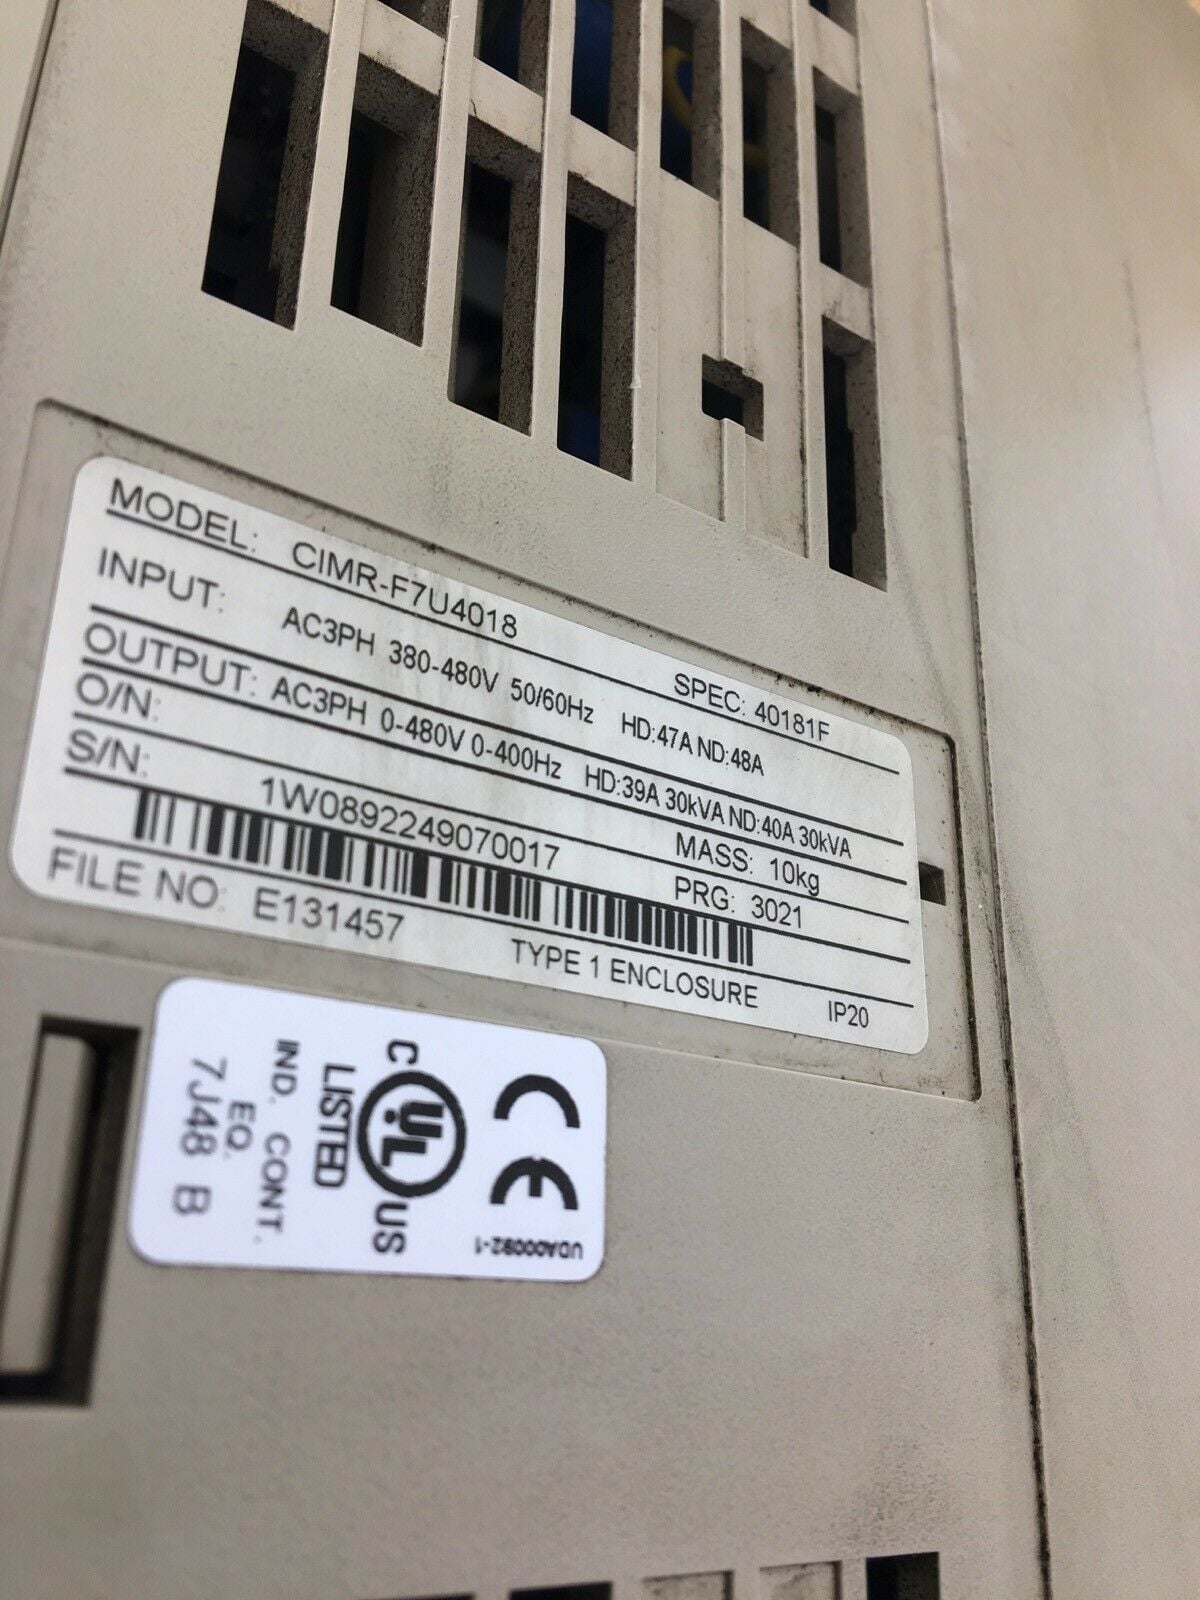 MODEL: CIMR-F7U4018 SPEC: 40181F
INPUT: AC3PH 380-480V 50/60Hz HD:47A ND:48A
OUTPUT: AC3PH 0-480V 0-400Hz HD:39A 30kVA ND:40A 30kVA
O/N: MASS: 10kg
S/N: 1W0892249070017 PRG: 3021
FILE NO: E131457 TYPE 1 ENCLOSURE IP20
CE
UDA00092-1
C UL US
LISTED
IND. CONT.
EQ.
7J48 B